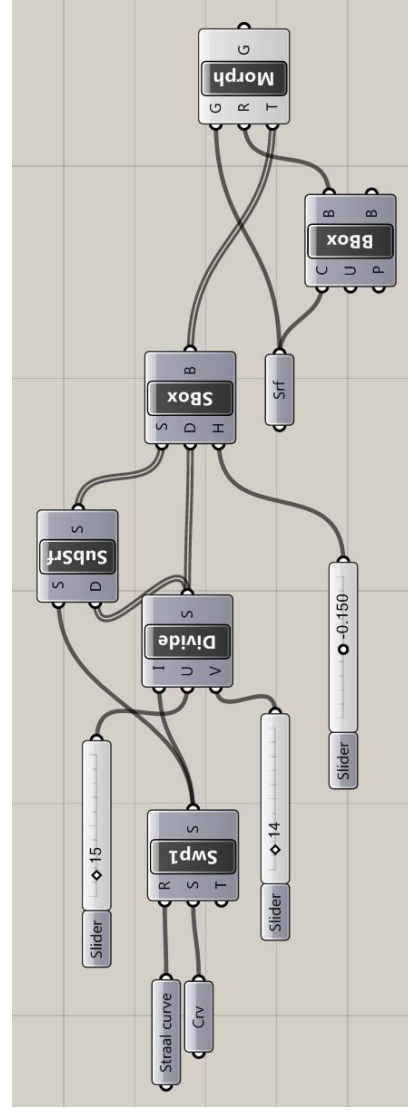 Straal curve
Crv
R
S
T
Swp1
S
Slider
15
Slider
14
I
U
V
Divide
S
S
D
SubSrf
S
Slider
-0.150
S
D
H
SBox
B
Srf
C
U
P
BBox
B
B
G
R
T
Morph
G